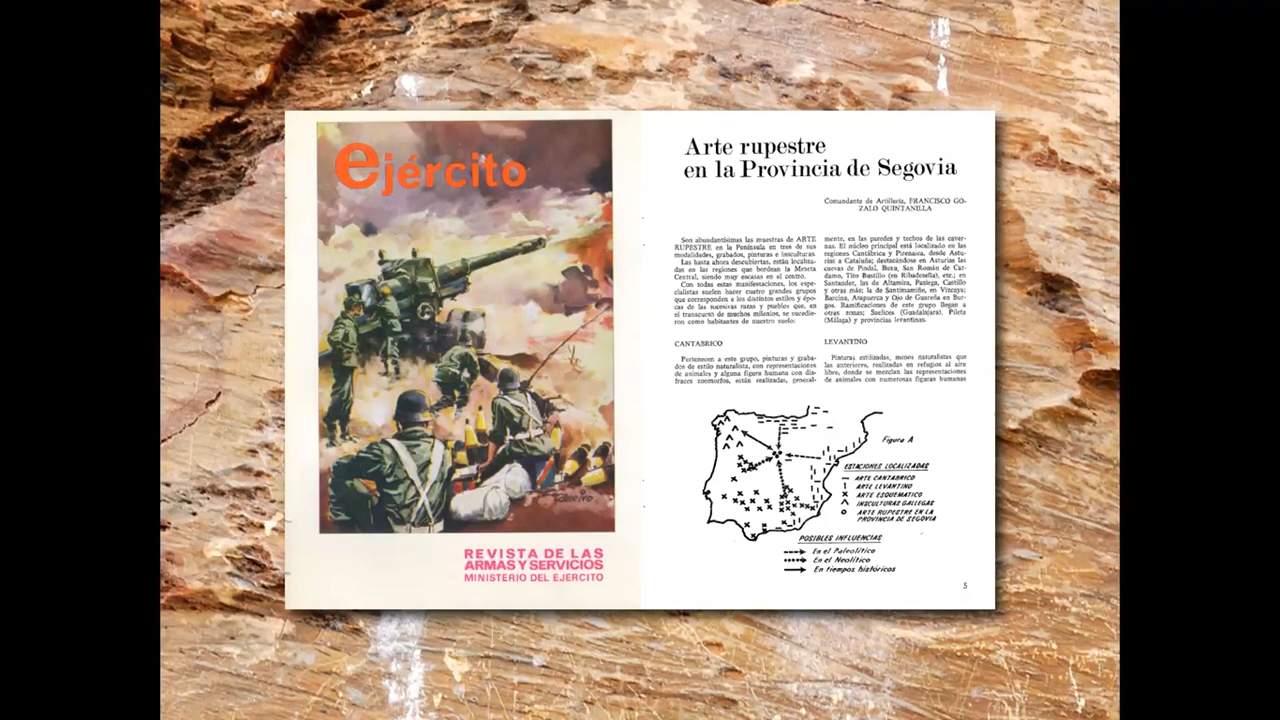 ejército
REVISTA DE LAS
ARMAS Y SERVICIOS
MINISTERIO DEL EJERCITO
Arte rupestre
en la Provincia de Segovia
Comandante de Artillería, FRANCISCO GO-
ZALO QUINTANILLA
Son abundantísimas las muestras de ARTE
RUPESTRE en la Península en tres de sus
modalidades, grabados, pinturas e insculturas.
Las hasta ahora descubiertas, están localiza-
das en las regiones que bordean la Meseta
Central, siendo muy escasas en el centro.
Con todas estas manifestaciones, los espe-
cialistas suelen hacer cuatro grandes grupos
que corresponden a los distintos estilos y épo-
cas de las sucesivas razas y pueblos que, en
el transcurso de muchos milenios, se sucedie-
ron como habitantes de nuestro suelo:
CANTABRICO
Pertenecen a este grupo, pinturas y graba-
dos de estilo naturalista, con representaciones
de animales y alguna figura humana con dis-
fraces zoomorfos, están realizadas, general-
mente, en las paredes y techos de las caver-
nas. El núcleo principal está localizado en las
regiones Cantábrica y Pirenaica, desde Astu-
rias a Cataluña; destacándose en Asturias las
cuevas de Pindal, Buxu, San Román de Can-
damo, Tito Bustillo (en Ribadesella), etc.; en
Santander, las de Altamira, Pasiega, Castillo
y otras más; la de Santimamiñe, en Vizcaya;
Barcina, Atapuerca y Ojo de Guareña en Bur-
gos. Ramificaciones de este grupo llegan a
otras zonas; Saelices (Guadalajara), Pileta
(Málaga) y provincias levantinas.
LEVANTINO
Pinturas estilizadas, menos naturalistas que
las anteriores, realizadas en refugios al aire
libre, donde se mezclan las representaciones
de animales con numerosas figuras humanas
Figura A
ESTACIONES LOCALIZADAS
ARTE CANTABRICO
ARTE LEVANTINO
ARTE ESQUEMATICO
INSCULTURAS GALLEGAS
ARTE RUPESTRE EN LA
PROVINCIA DE SEGOVIA
POSIBLES INFLUENCIAS
En el Paleolítico
En el Neolítico
En tiempos históricos
5